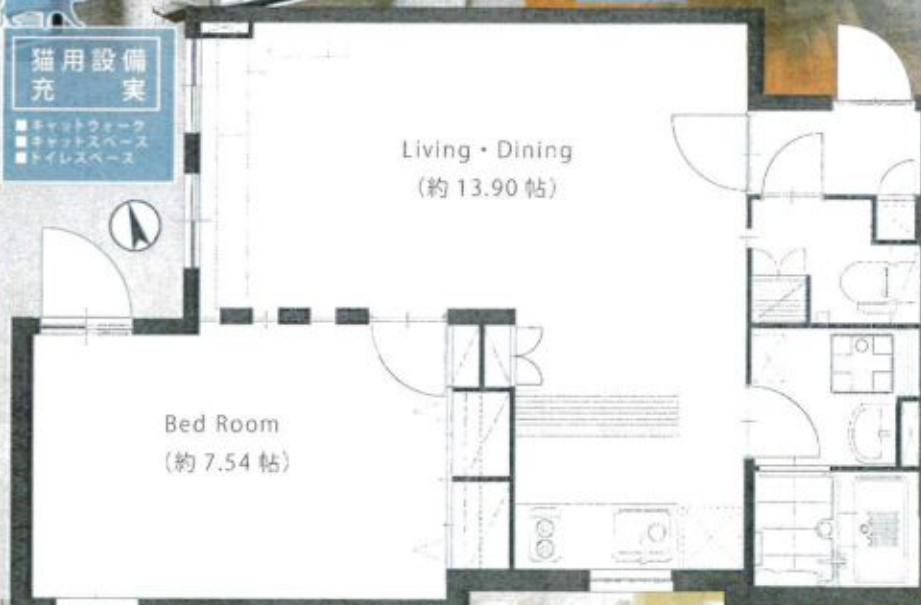 猫用設備
充実
■キャットウォーク
■キャットスペース
■トイレスペース
Living・Dining
（約 13.90 帖）
Bed Room
（約 7.54 帖）